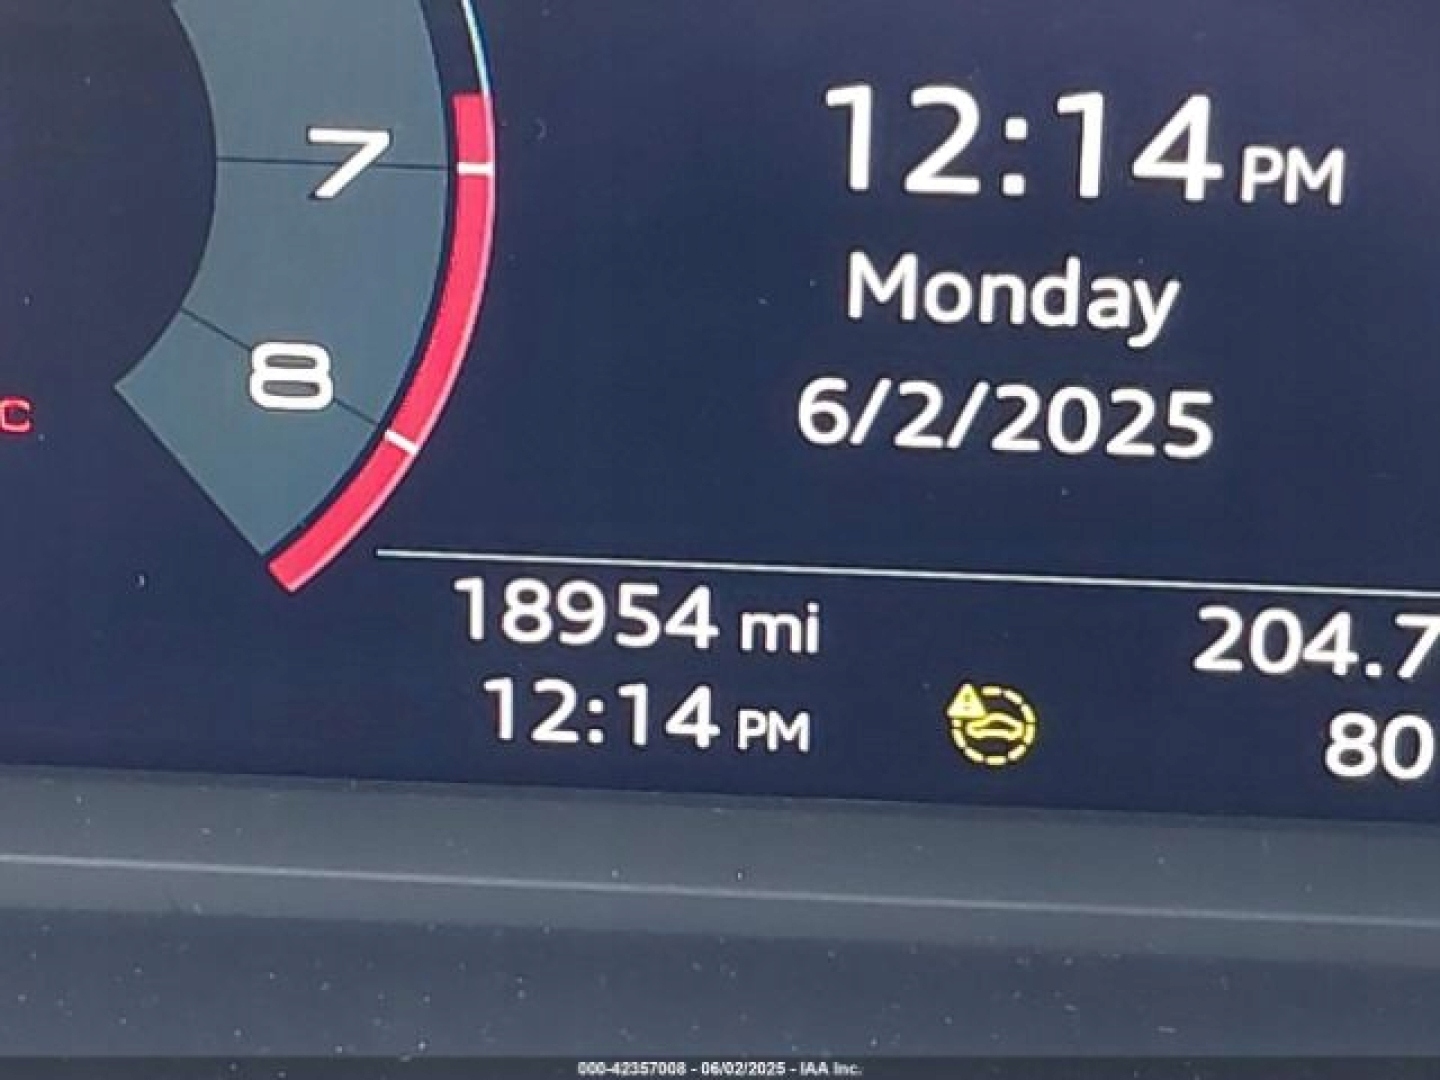 7
12:14 PM
Monday
8
6/2/2025
C
18954 mi
204.7
12:14 PM
80
000-42357008 - 06/02/2025 - IAA Inc.